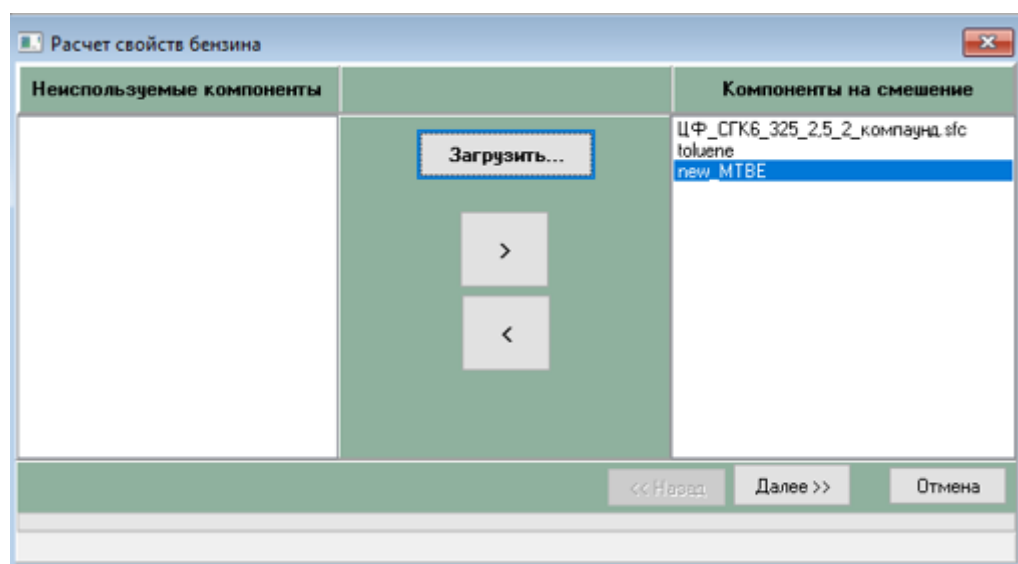 Расчет свойств бензина
Неиспользуемые компоненты
Компоненты на смешение
Загрузить...
>
<
ЦФ_СГК6_325_2,5_2_компаунд.sfc
toluene
new_MTBE
<< Назад
Далее >>
Отмена